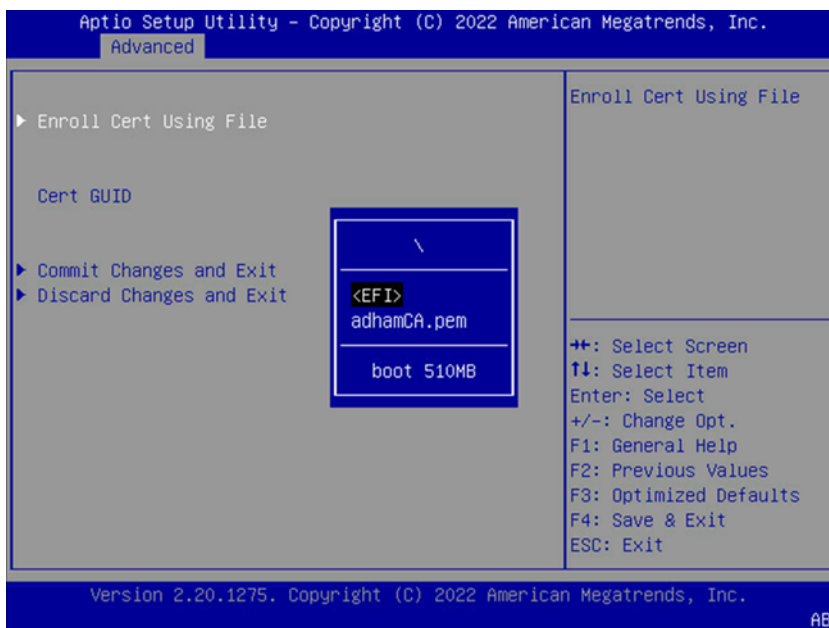 Aptio Setup Utility – Copyright (C) 2022 American Megatrends, Inc.
Advanced
Enroll Cert Using File
Cert GUID
Commit Changes and Exit
Discard Changes and Exit
\
<EFI>
adhamCA.pem
boot 510MB
Enroll Cert Using File
→←: Select Screen
↑↓: Select Item
Enter: Select
+/-: Change Opt.
F1: General Help
F2: Previous Values
F3: Optimized Defaults
F4: Save & Exit
ESC: Exit
Version 2.20.1275. Copyright (C) 2022 American Megatrends, Inc.
AB